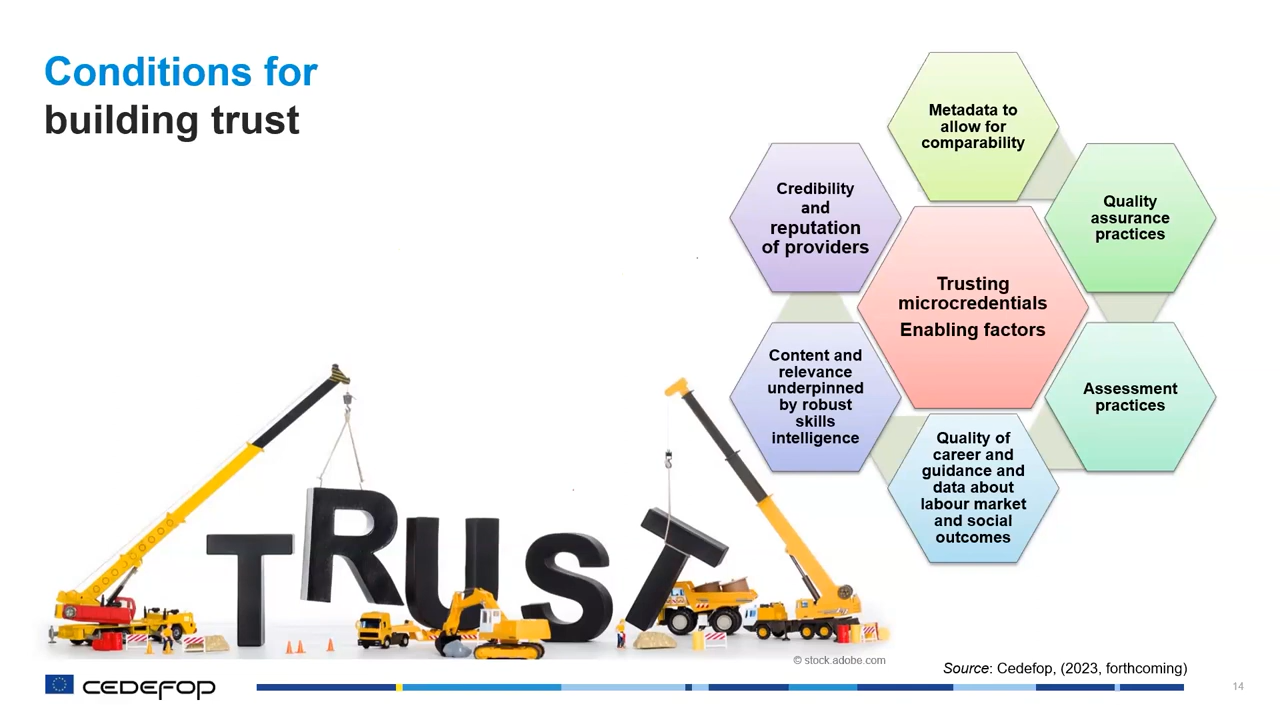 Conditions for
building trust
Metadata to
allow for
comparability
Quality
assurance
practices
Assessment
practices
Quality of
career and
guidance and
data about
labour market
and social
outcomes
Content and
relevance
underpinned
by robust
skills
intelligence
Credibility
and
reputation
of providers
Trusting
microcredentials
Enabling factors
TRUST
© stock.adobe.com
Source: Cedefop, (2023, forthcoming)
CEDEFOP
14